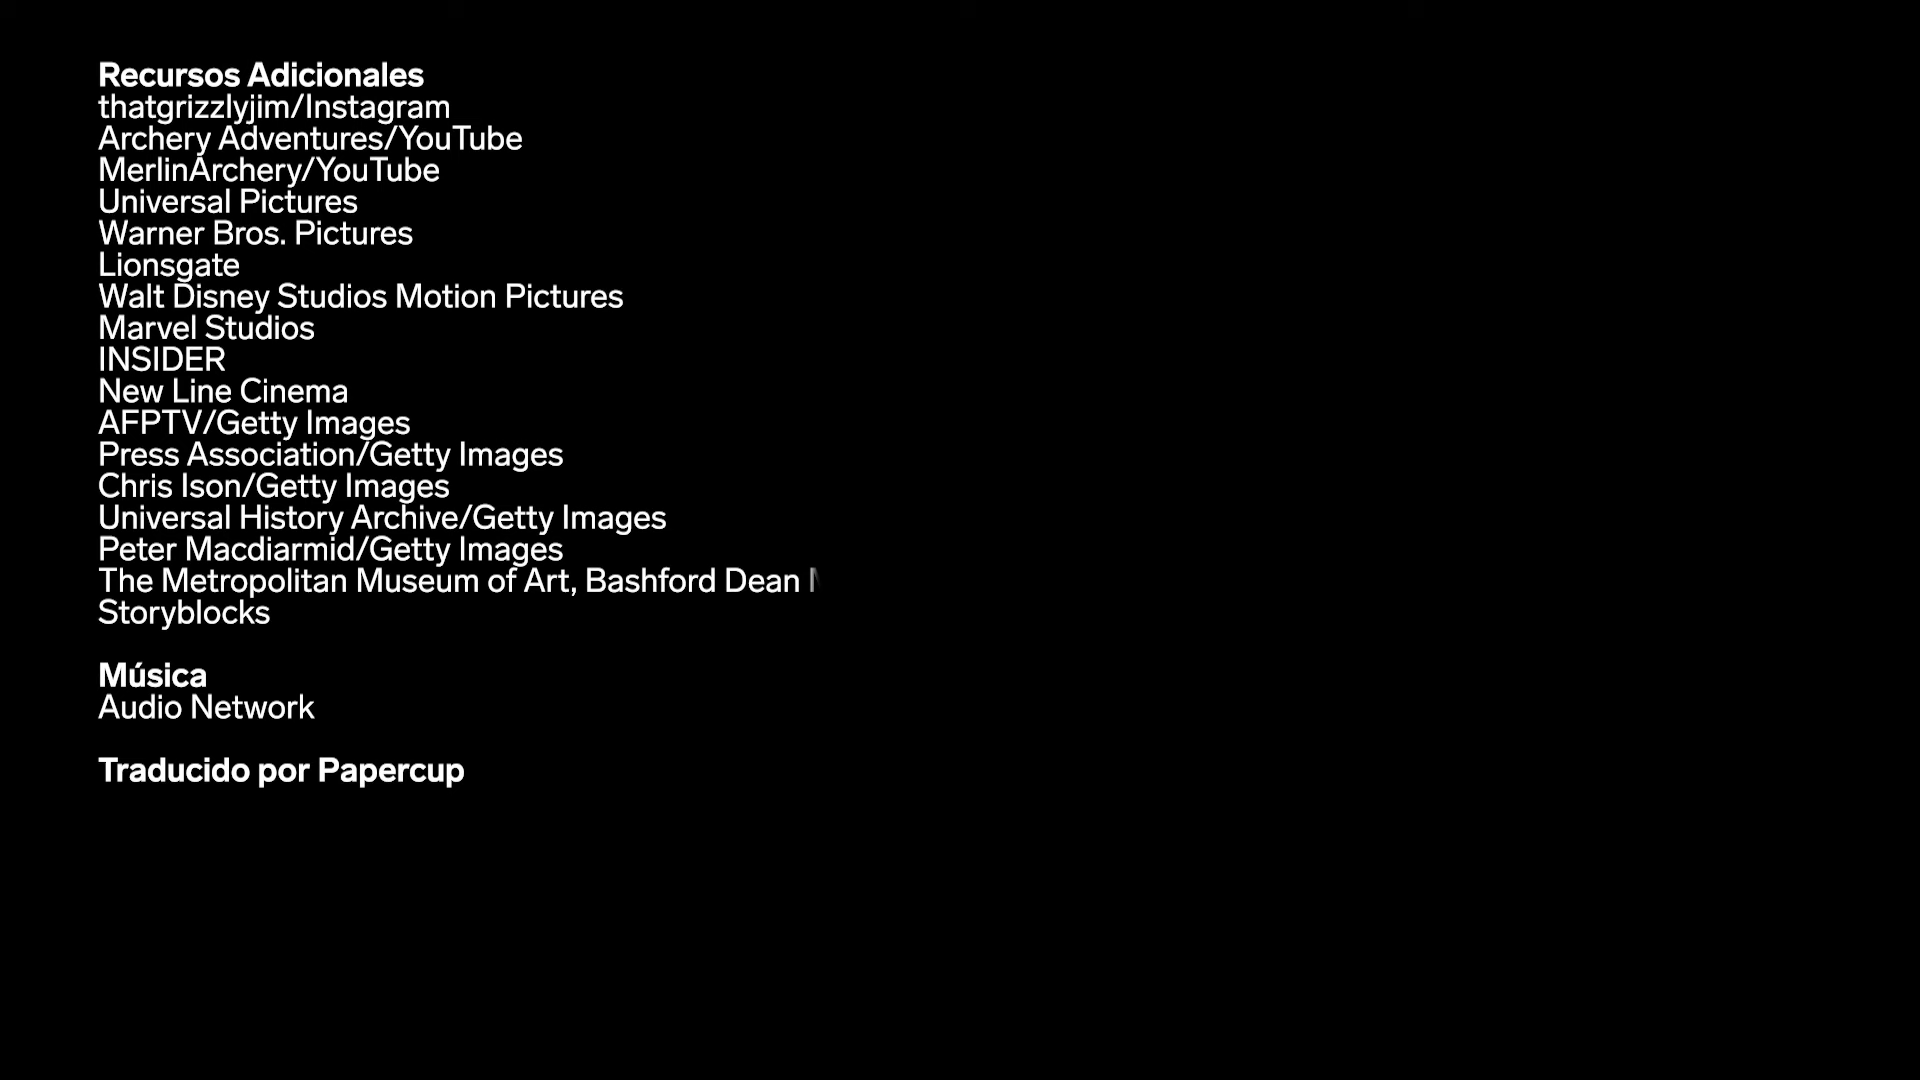 Recursos Adicionales
thatgrizzlyjim/Instagram
Archery Adventures/YouTube
MerlinArchery/YouTube
Universal Pictures
Warner Bros. Pictures
Lionsgate
Walt Disney Studios Motion Pictures
Marvel Studios
INSIDER
New Line Cinema
AFPTV/Getty Images
Press Association/Getty Images
Chris Ison/Getty Images
Universal History Archive/Getty Images
Peter Macdiarmid/Getty Images
The Metropolitan Museum of Art, Bashford Dean
Storyblocks
Música
Audio Network
Traducido por Papercup